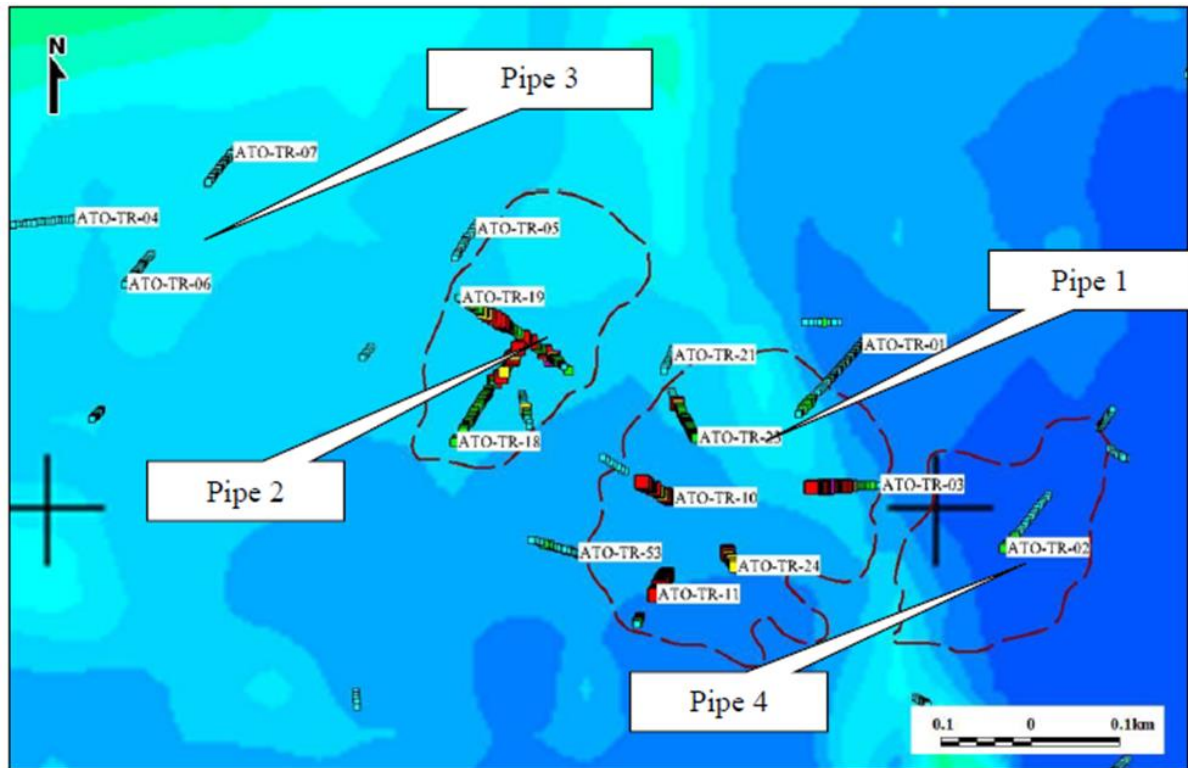 N
Pipe 3
ATO-TR-07
ATO-TR-04
ATO-TR-05
ATO-TR-06
Pipe 1
ATO-TR-19
ATO-TR-01
ATO-TR-21
ATO-TR-18
ATO-TR-23
Pipe 2
ATO-TR-10
ATO-TR-03
ATO-TR-53
ATO-TR-02
ATO-TR-24
ATO-TR-11
Pipe 4
0.1 0 0.1km